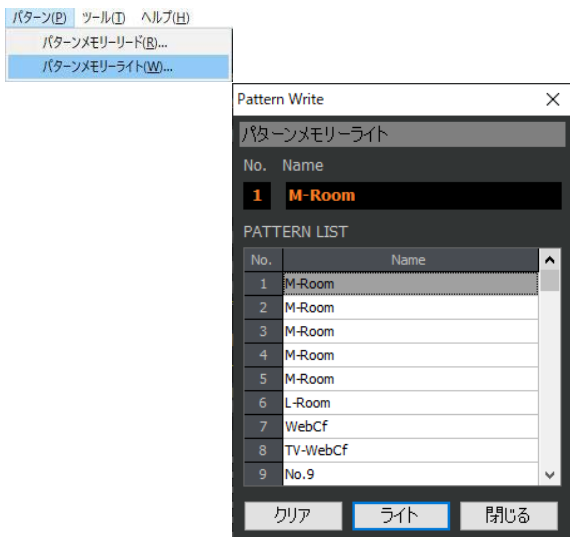 パターン(P) ツール(T) ヘルプ(H)
パターンメモリーリード(R)...
パターンメモリーライト(W)...
Pattern Write
パターンメモリーライト
No. Name
1 M-Room
PATTERN LIST
No. Name
1 M-Room
2 M-Room
3 M-Room
4 M-Room
5 M-Room
6 L-Room
7 WebCf
8 TV-WebCf
9 No.9
クリア ライト 閉じる